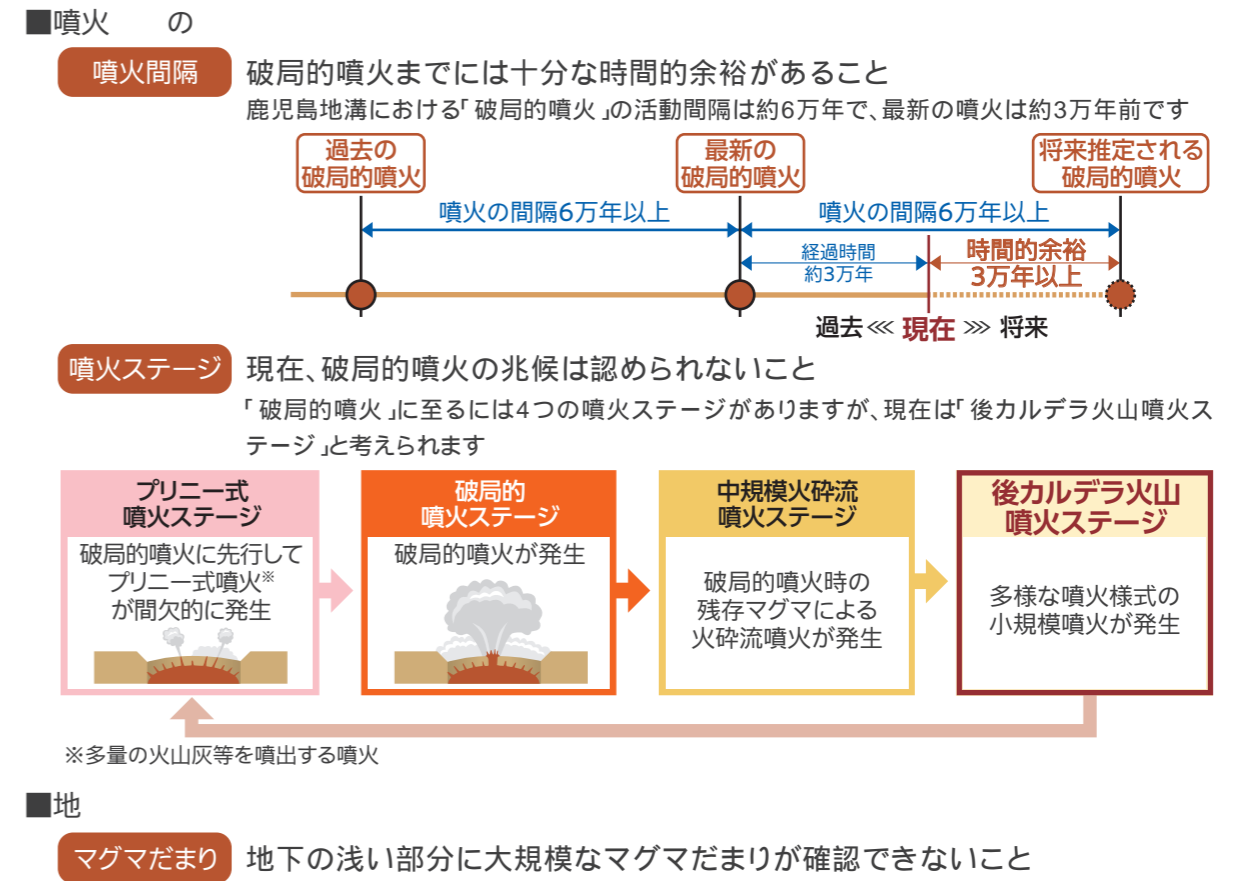 ■噴火 の
噴火間隔 破局的噴火までには十分な時間的余裕があること
鹿児島地溝における「破局的噴火」の活動間隔は約6万年で、最新の噴火は約3万年前です
過去の
破局的噴火
最新の
破局的噴火
将来推定される
破局的噴火
噴火の間隔6万年以上
噴火の間隔6万年以上
経過時間
約3万年
時間的余裕
3万年以上
過去<<< 現在 >>> 将来
噴火ステージ 現在、破局的噴火の兆候は認められないこと
「破局的噴火」に至るには4つの噴火ステージがありますが、現在は「後カルデラ火山噴火ス
テージ」と考えられます
プリニー式
噴火ステージ
破局的噴火に先行して
プリニー式噴火※
が間欠的に発生
破局的
噴火ステージ
破局的噴火が発生
中規模火砕流
噴火ステージ
破局的噴火時の
残存マグマによる
火砕流噴火が発生
後カルデラ火山
噴火ステージ
多様な噴火様式の
小規模噴火が発生
※多量の火山灰等を噴出する噴火
■地
マグマだまり 地下の浅い部分に大規模なマグマだまりが確認できないこと